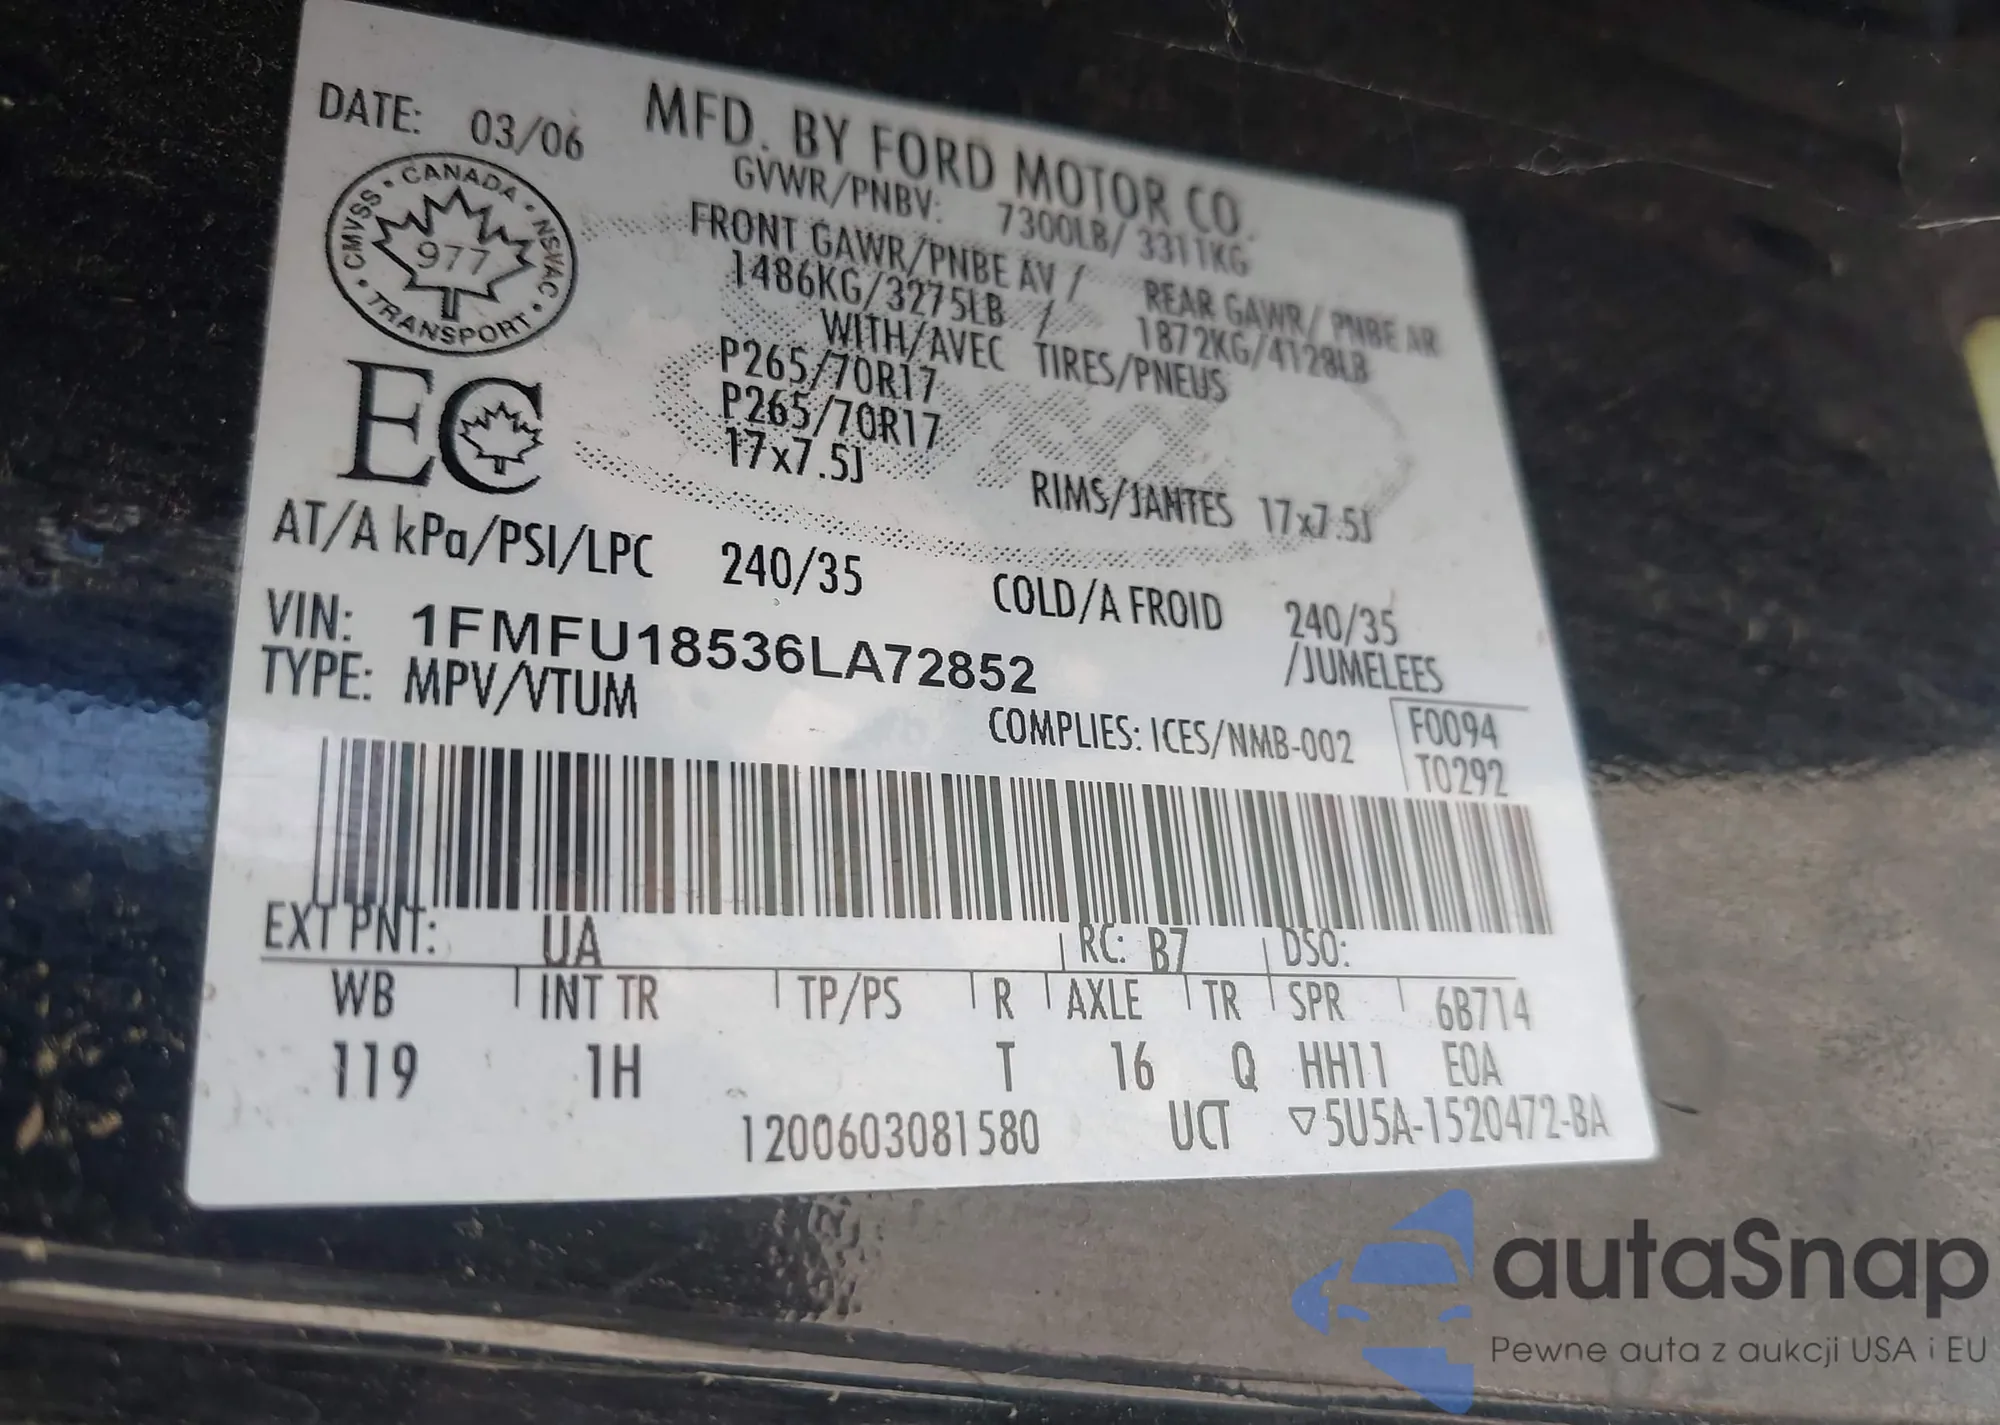 DATE: 03/06 MFD. BY FORD MOTOR CO.
GVWR/PNBV: 7300LB/ 3311KG
FRONT GAWR/PNBE AV / REAR GAWR/ PNBE AR
1486KG/3275LB / 1872KG/4128LB
WITH/AVEC TIRES/PNEUS
P265/70R17
P265/70R17
17x7.5J RIMS/JANTES 17x7.5J
CANADA • NSVAC • TRANSPORT • CMVSS •
977
EC
AT/A kPa/PSI/LPC 240/35 COLD/A FROID 240/35
VIN: 1FMFU18536LA72852 /JUMELEES
TYPE: MPV/VTUM
COMPLIES: ICES/NMB-002 F0094
T0292
EXT PNT: UA RC: B7 DSO:
WB INT TR TP/PS R AXLE TR SPR 6B714
119 1H T 16 Q HH11 E0A
1200603081580 UCT ▽5U5A-1520472-BA
autaSnap
Pewne auta z aukcji USA i EU